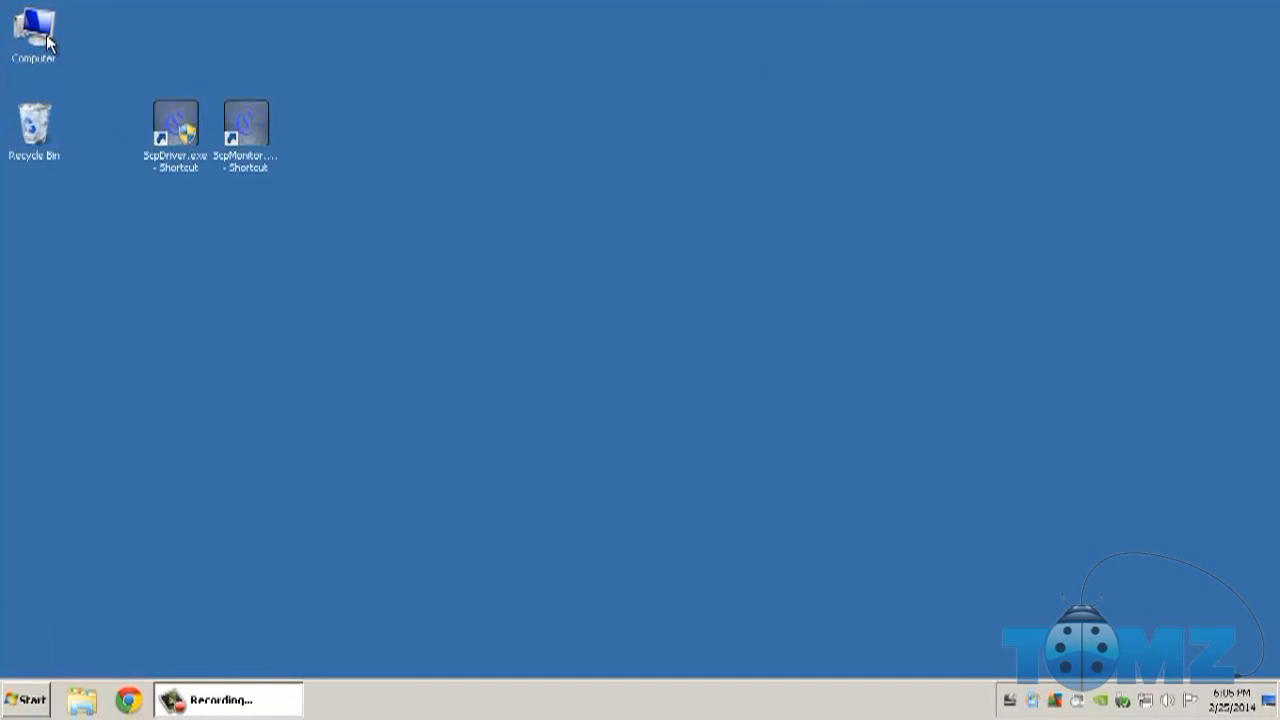 Computer
Recycle Bin
ScpDriver.exe
- Shortcut
ScpMonitor....
- Shortcut
TOMZ
Start
Recording...
6:05 PM
2/25/2014